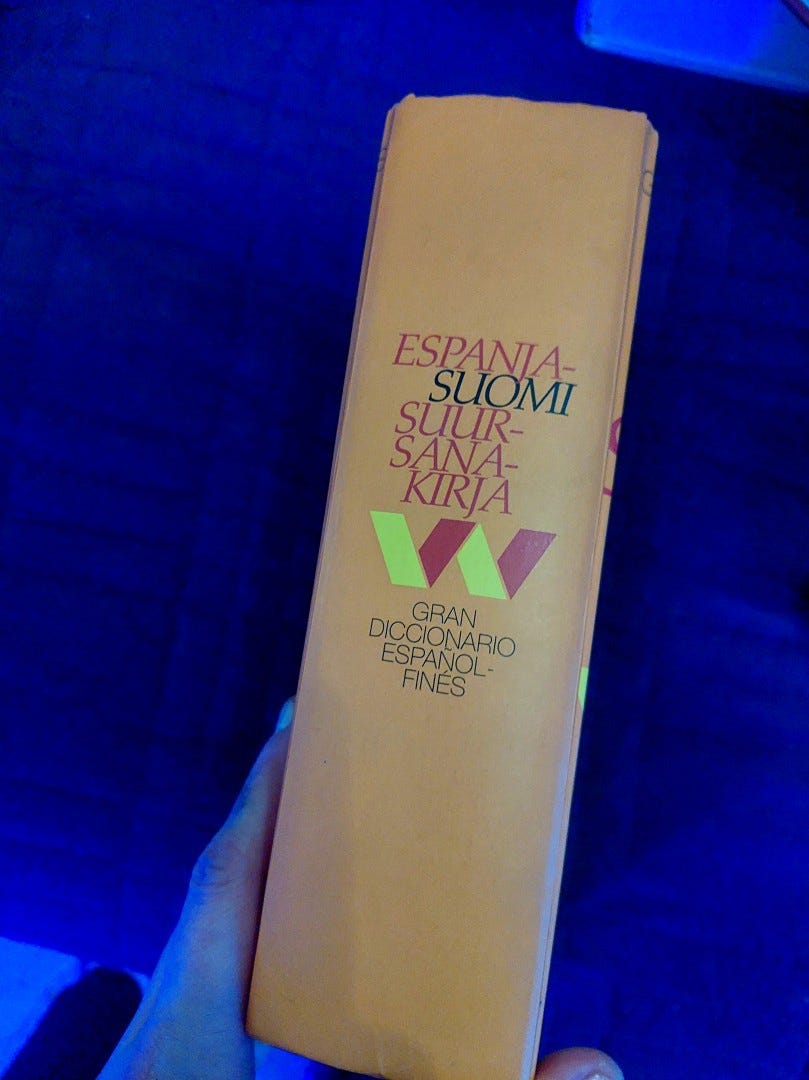 ESPANJA-
SUOMI
SUUR-
SANA-
KIRJA
GRAN
DICCIONARIO
ESPAÑOL-
FINÉS